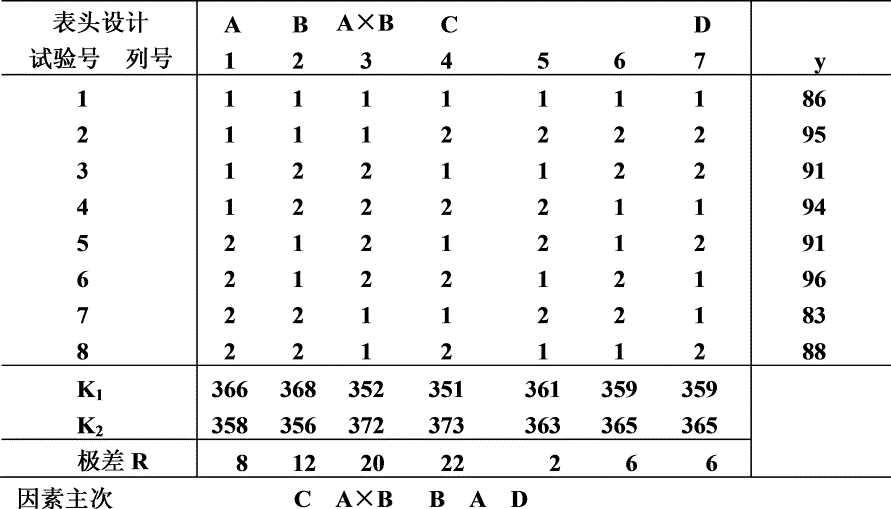 表头设计 A B A×B C D
试验号 列号 1 2 3 4 5 6 7 y
1 1 1 1 1 1 1 1 86
2 1 1 1 2 2 2 2 95
3 1 2 2 1 1 2 2 91
4 1 2 2 2 2 1 1 94
5 2 1 2 1 2 1 2 91
6 2 1 2 2 1 2 1 96
7 2 2 1 1 2 2 1 83
8 2 2 1 2 1 1 2 88
K1 366 368 352 351 361 359 359
K2 358 356 372 373 363 365 365
极差 R 8 12 20 22 2 6 6
因素主次 C A×B B A D